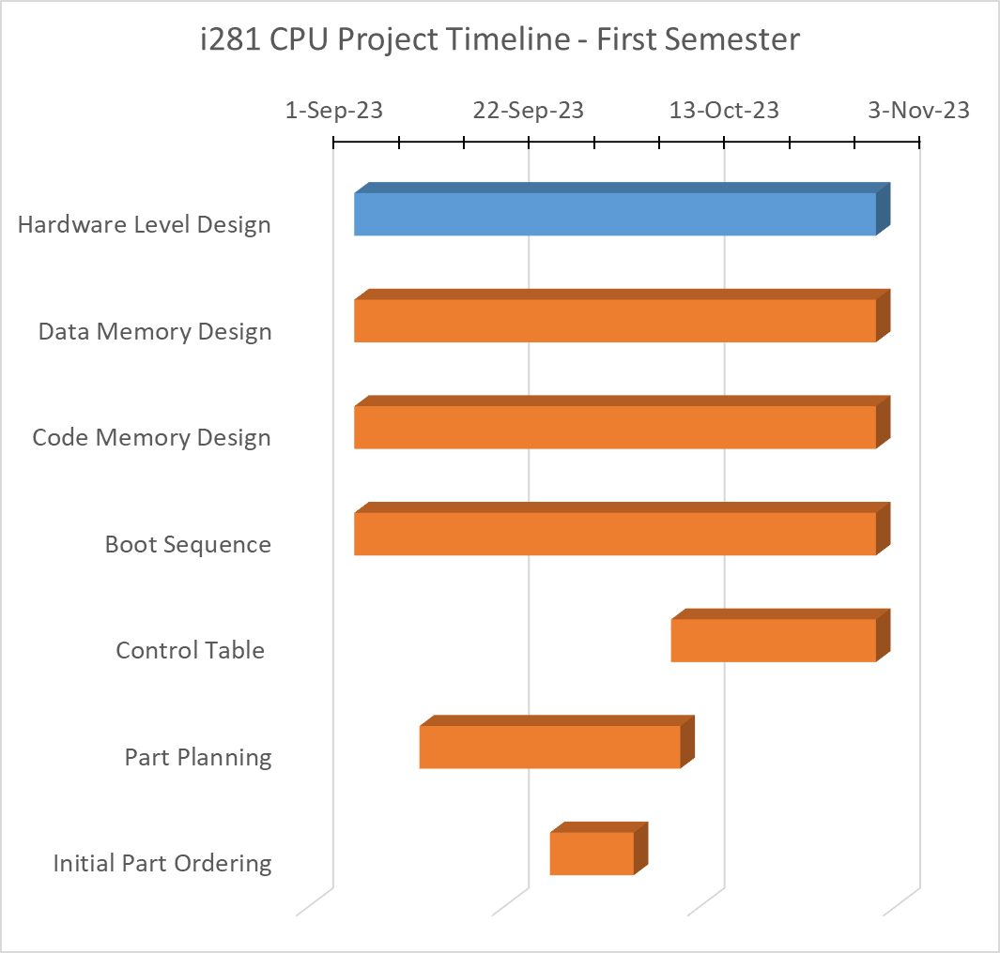 i281 CPU Project Timeline - First Semester
1-Sep-23 22-Sep-23 13-Oct-23 3-Nov-23
Hardware Level Design
Data Memory Design
Code Memory Design
Boot Sequence
Control Table
Part Planning
Initial Part Ordering